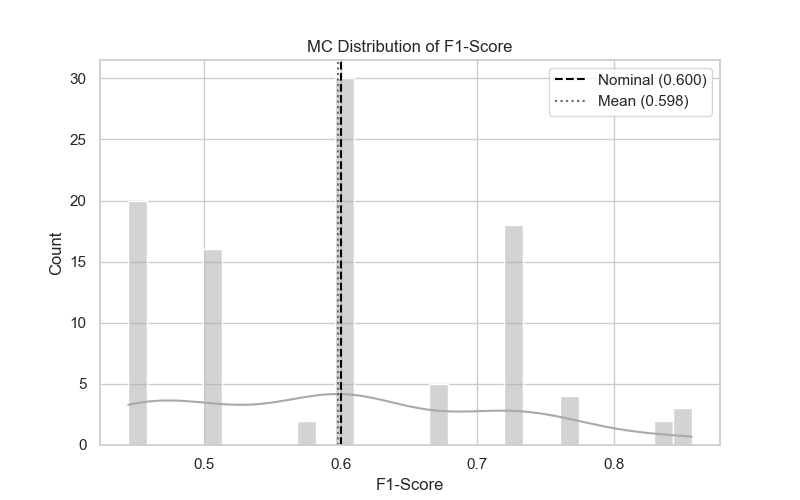 MC Distribution of F1-Score
Nominal (0.600)
Mean (0.598)
30
25
20
15
10
5
0
Count
0.5
0.6
0.7
0.8
F1-Score